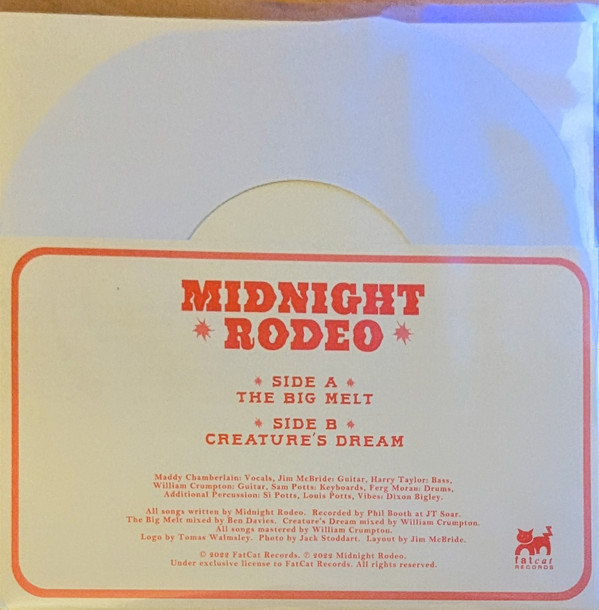 MIDNIGHT
RODEO
SIDE A
THE BIG MELT
SIDE B
CREATURE'S DREAM
Maddy Chamberlain: Vocals, Jim McBride: Guitar, Harry Taylor: Bass,
William Crumpton: Guitar, Sam Potts: Keyboards, Ferg Moran: Drums,
Additional Percussion: Si Potts, Louis Potts, Vibes: Dixon Bigley.
All songs written by Midnight Rodeo. Recorded by Phil Booth at JT Soar.
The Big Melt mixed by Ben Davies. Creature's Dream mixed by William Crumpton.
All songs mastered by William Crumpton.
Logo by Tomas Walmsley. Photo by Jack Stoddart. Layout by Jim McBride.
© 2022 FatCat Records. ℗ 2022 Midnight Rodeo.
Under exclusive license to FatCat Records. All rights reserved.
fatcat
RECORDS